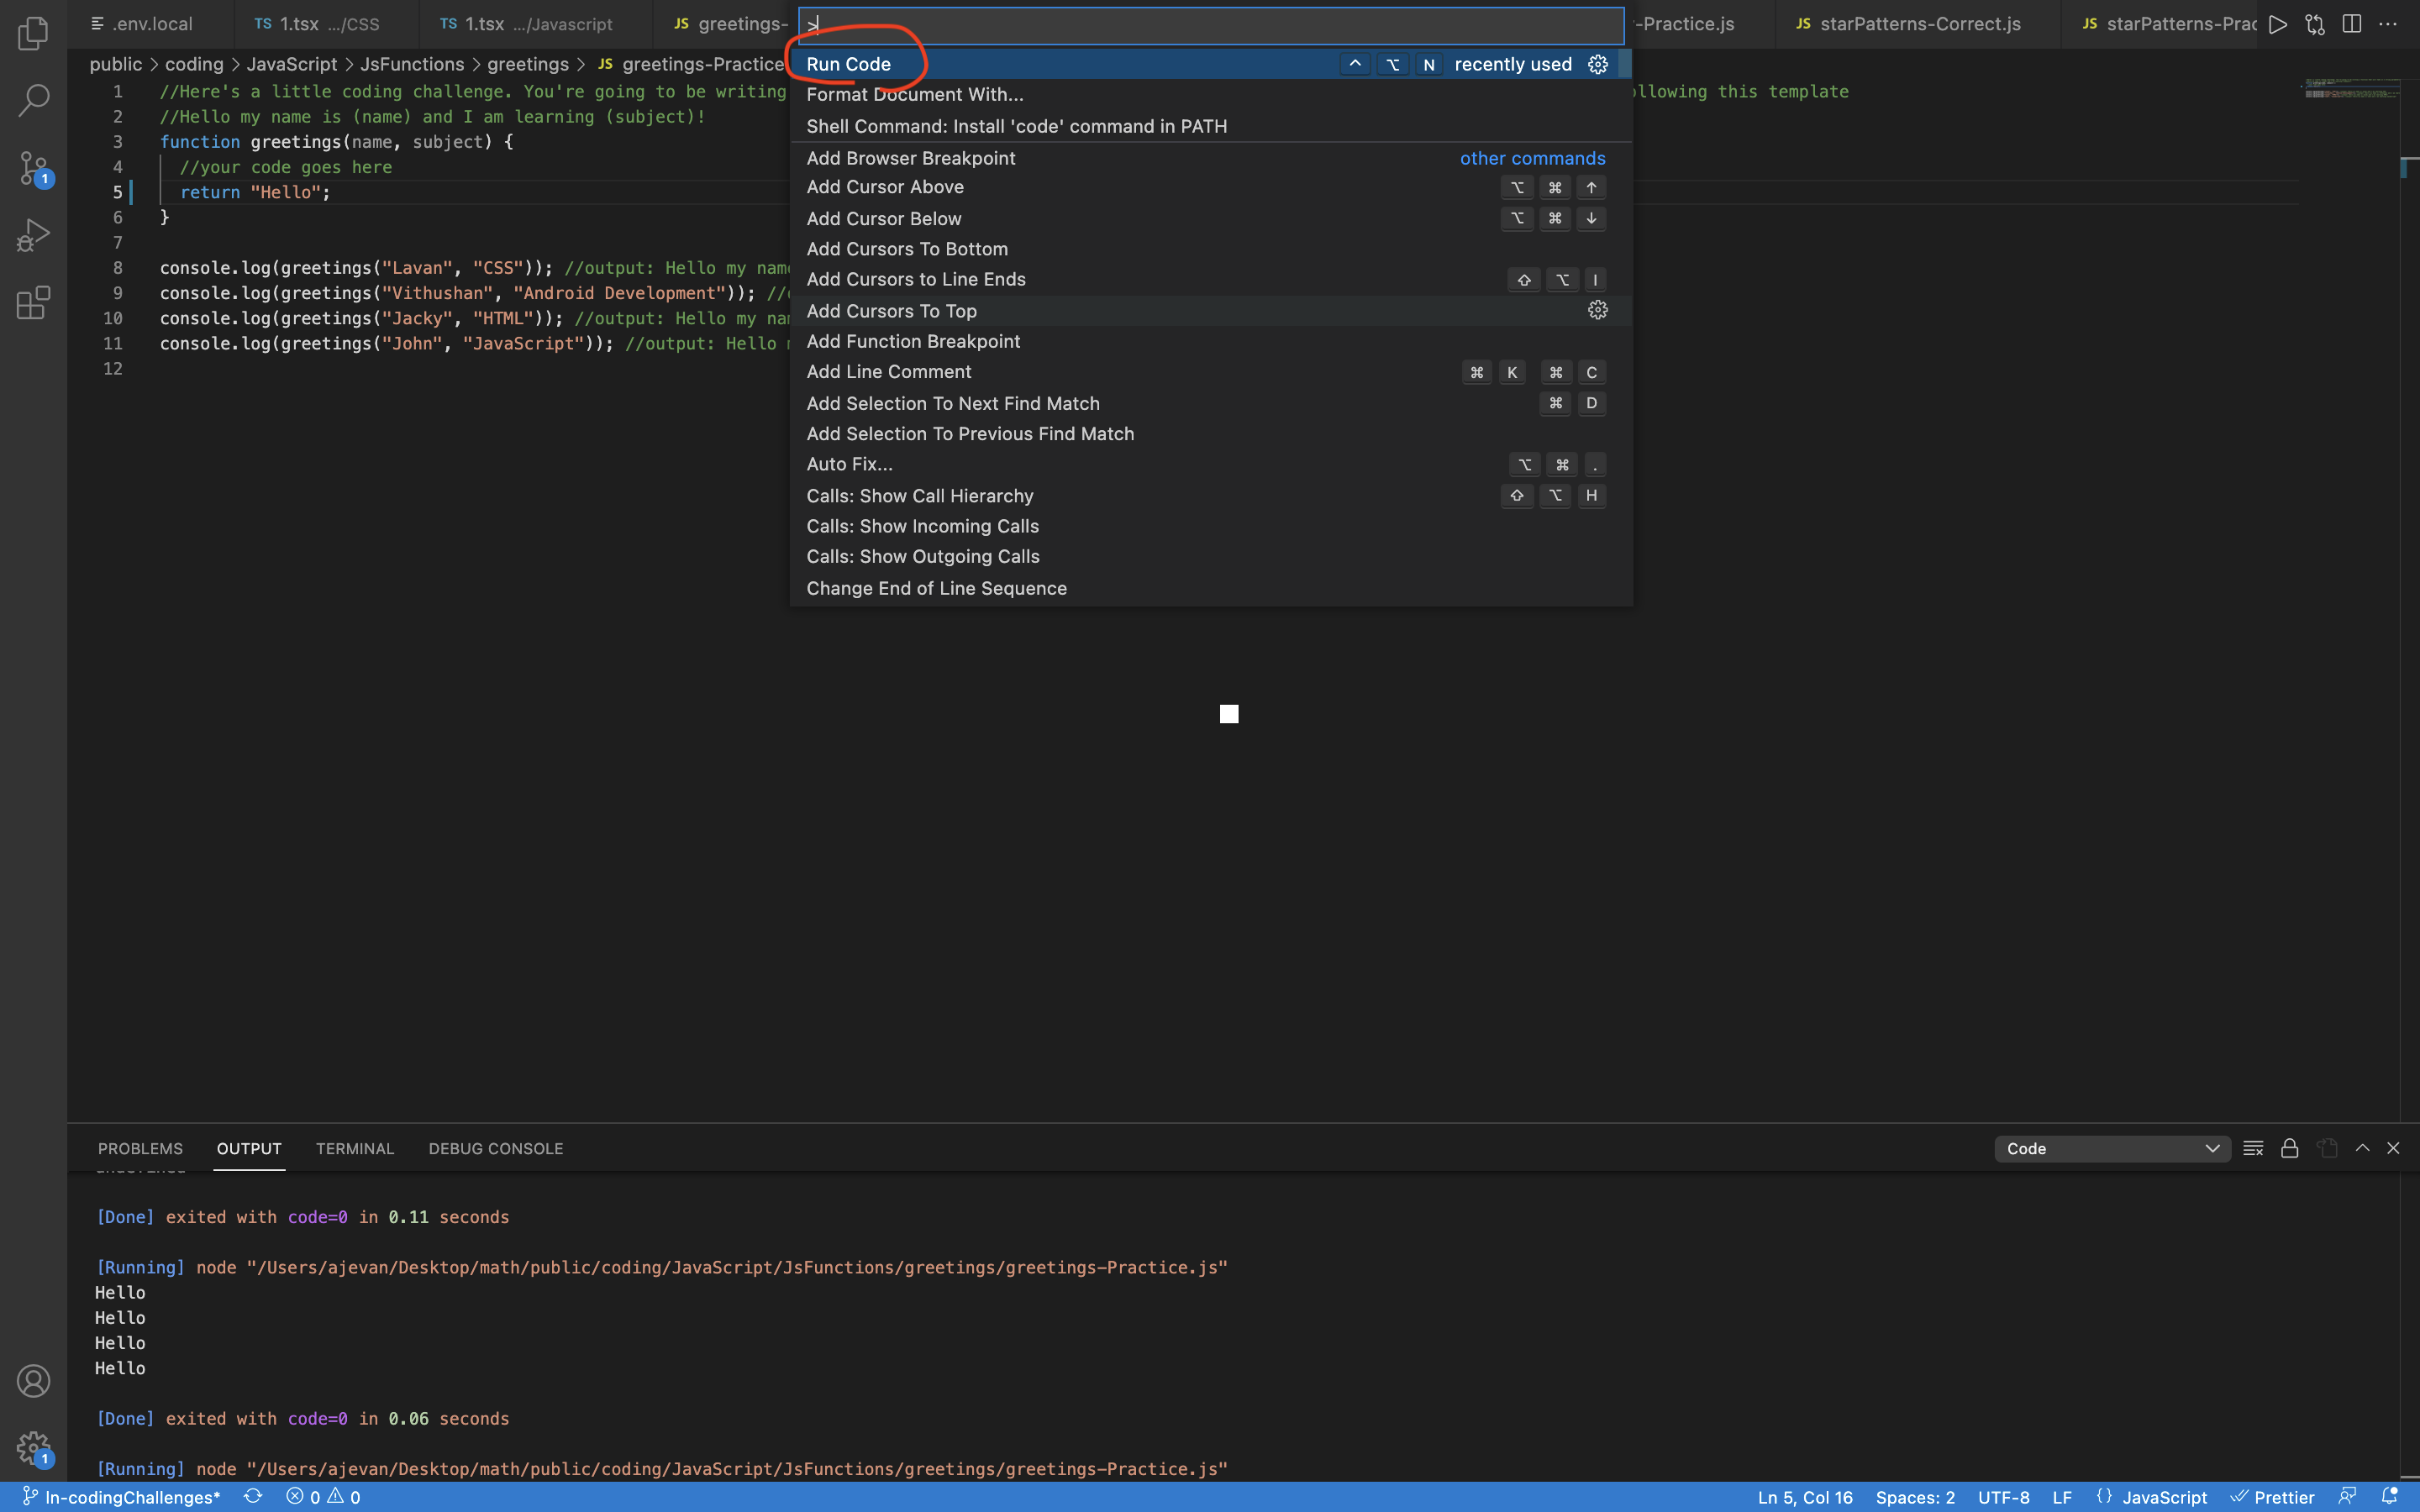 .env.local
TS 1.tsx .../CSS
TS 1.tsx .../Javascript
JS greetings-
>
-Practice.js
JS starPatterns-Correct.js
JS starPatterns-Prac
public > coding > JavaScript > JsFunctions > greetings > JS greetings-Practice
Run Code ^ ⌥ N recently used
Format Document With...
Shell Command: Install 'code' command in PATH
Add Browser Breakpoint other commands
Add Cursor Above ⌥ ⌘ ↑
Add Cursor Below ⌥ ⌘ ↓
Add Cursors To Bottom
Add Cursors to Line Ends ⇧ ⌥ I
Add Cursors To Top
Add Function Breakpoint
Add Line Comment ⌘ K ⌘ C
Add Selection To Next Find Match ⌘ D
Add Selection To Previous Find Match
Auto Fix... ⌥ ⌘ .
Calls: Show Call Hierarchy ⇧ ⌥ H
Calls: Show Incoming Calls
Calls: Show Outgoing Calls
Change End of Line Sequence
1 //Here's a little coding challenge. You're going to be writing ollowing this template
2 //Hello my name is (name) and I am learning (subject)!
3 function greetings(name, subject) {
4 //your code goes here
5 return "Hello";
6 }
7
8 console.log(greetings("Lavan", "CSS")); //output: Hello my name
9 console.log(greetings("Vithushan", "Android Development")); //
10 console.log(greetings("Jacky", "HTML")); //output: Hello my
11 console.log(greetings("John", "JavaScript")); //output: Hello
12
1
PROBLEMS OUTPUT TERMINAL DEBUG CONSOLE Code
[Done] exited with code=0 in 0.11 seconds
[Running] node "/Users/ajevan/Desktop/math/public/coding/JavaScript/JsFunctions/greetings/greetings-Practice.js"
Hello
Hello
Hello
Hello
[Done] exited with code=0 in 0.06 seconds
[Running] node "/Users/ajevan/Desktop/math/public/coding/JavaScript/JsFunctions/greetings/greetings-Practice.js"
1
In-codingChallenges* 0 0 Ln 5, Col 16 Spaces: 2 UTF-8 LF {} JavaScript Prettier